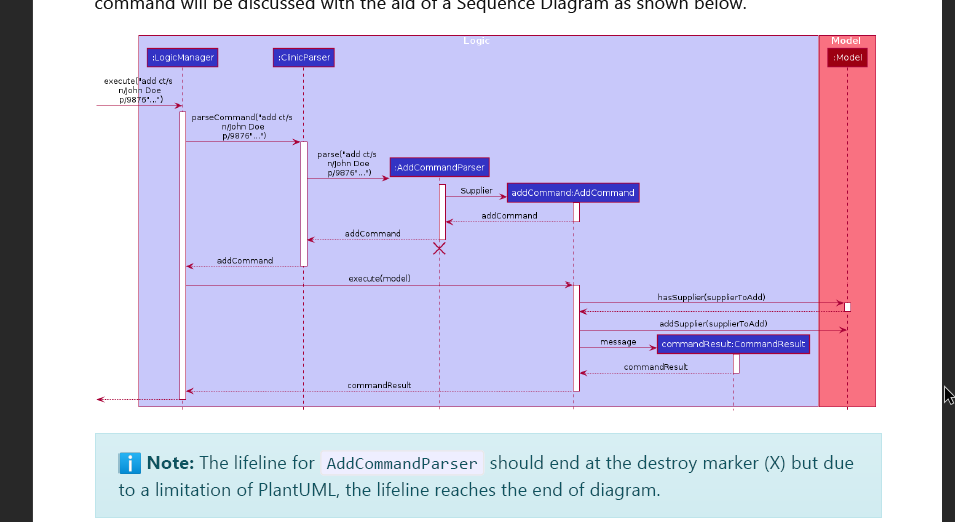 command will be discussed with the aid of a Sequence Diagram as shown below.
Logic
Model
:LogicManager
:ClinicParser
:Model
execute("add ct/s
n/John Doe
p/9876"...")
parseCommand("add ct/s
n/John Doe
p/9876"...")
parse("add ct/s
n/John Doe
p/9876"...")
:AddCommandParser
Supplier
addCommand:AddCommand
addCommand
addCommand
addCommand
execute(model)
hasSupplier(supplierToAdd)
addSupplier(supplierToAdd)
message
commandResult:CommandResult
commandResult
commandResult
Note: The lifeline for AddCommandParser should end at the destroy marker (X) but due
to a limitation of PlantUML, the lifeline reaches the end of diagram.